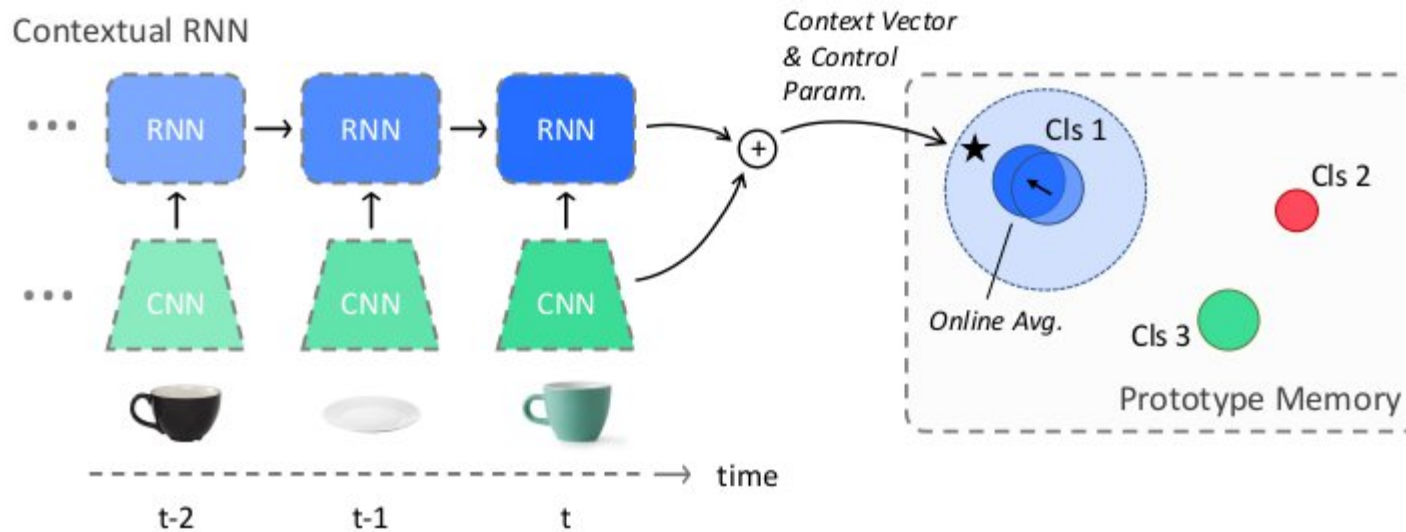 Contextual RNN
Context Vector
& Control
Param.
RNN
RNN
RNN
+
Cls 1
Cls 2
CNN
CNN
CNN
Online Avg.
Cls 3
Prototype Memory
time
t-2
t-1
t